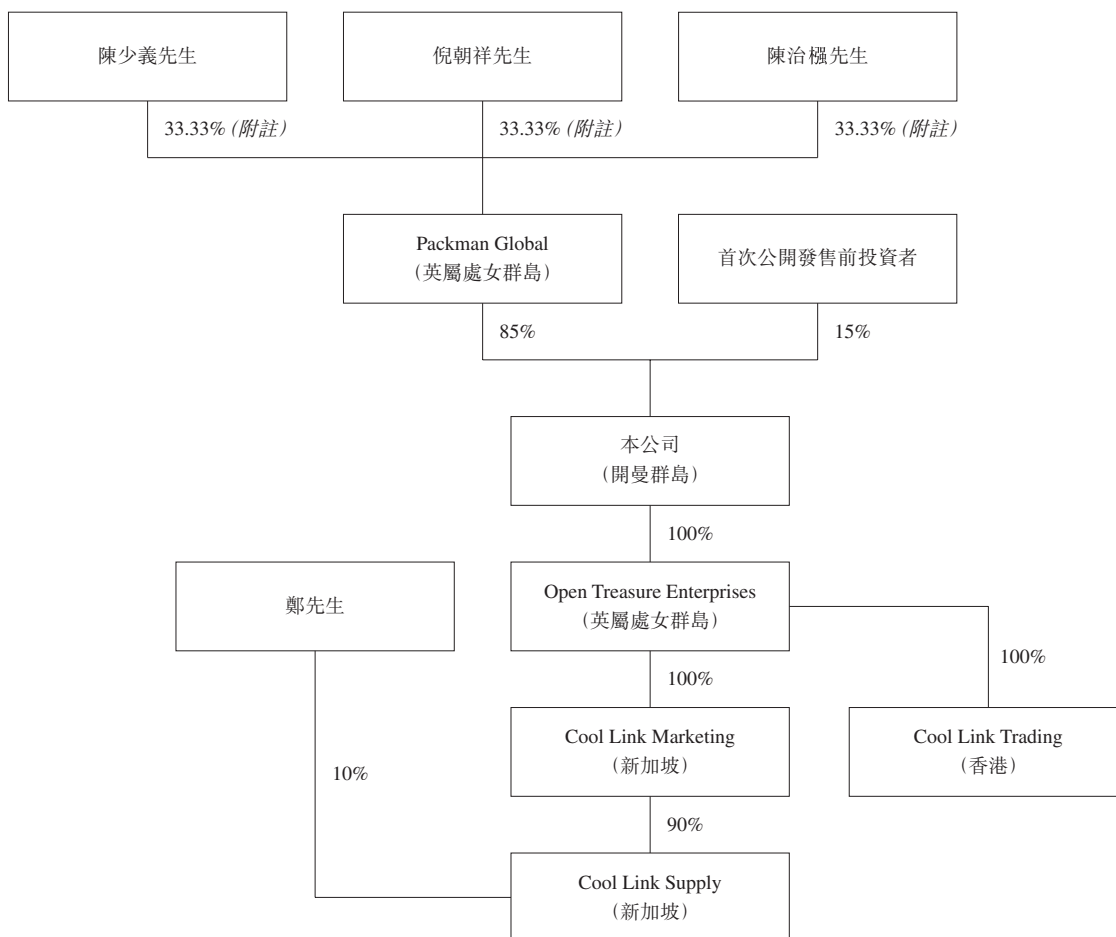 陳少義先生
倪朝祥先生
陳治樞先生
33.33% (附註)
33.33% (附註)
33.33% (附註)
Packman Global
(英屬處女群島)
首次公開發售前投資者
85%
15%
本公司
(開曼群島)
100%
鄭先生
Open Treasure Enterprises
(英屬處女群島)
100%
100%
Cool Link Marketing
(新加坡)
Cool Link Trading
(香港)
10%
90%
Cool Link Supply
(新加坡)